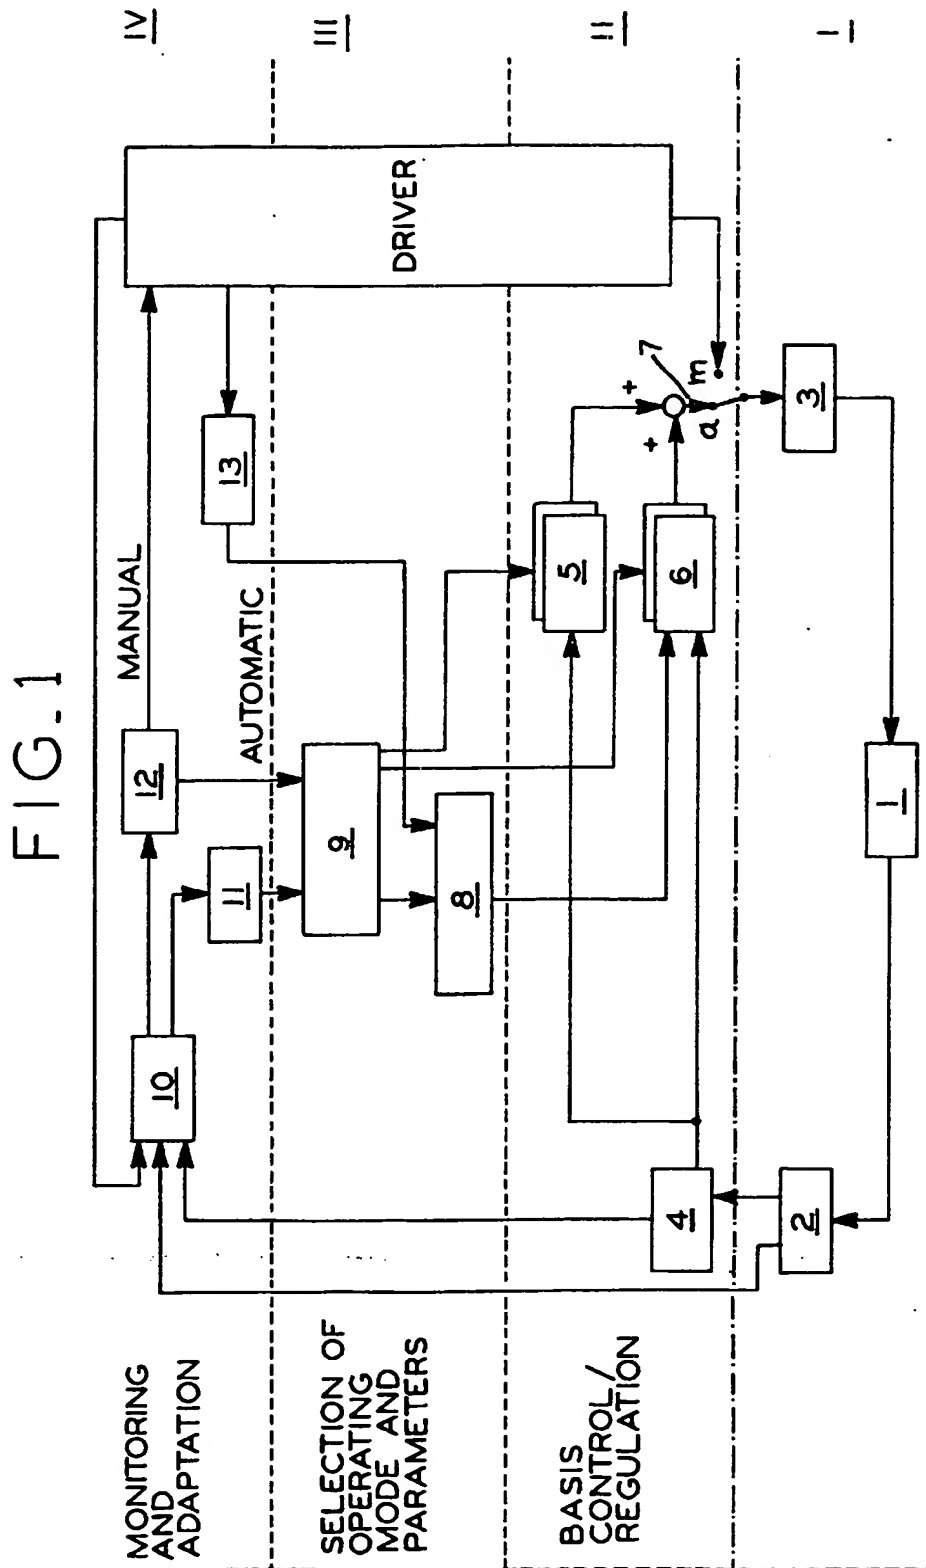 FIG. 1
MONITORING
AND
ADAPTATION
10
12
MANUAL
11
13
AUTOMATIC
IV
SELECTION OF
OPERATING
MODE AND
PARAMETERS
9
8
DRIVER
III
BASIS
CONTROL/
REGULATION
4
5
6
+
+
7
a
m
II
2
1
3
I